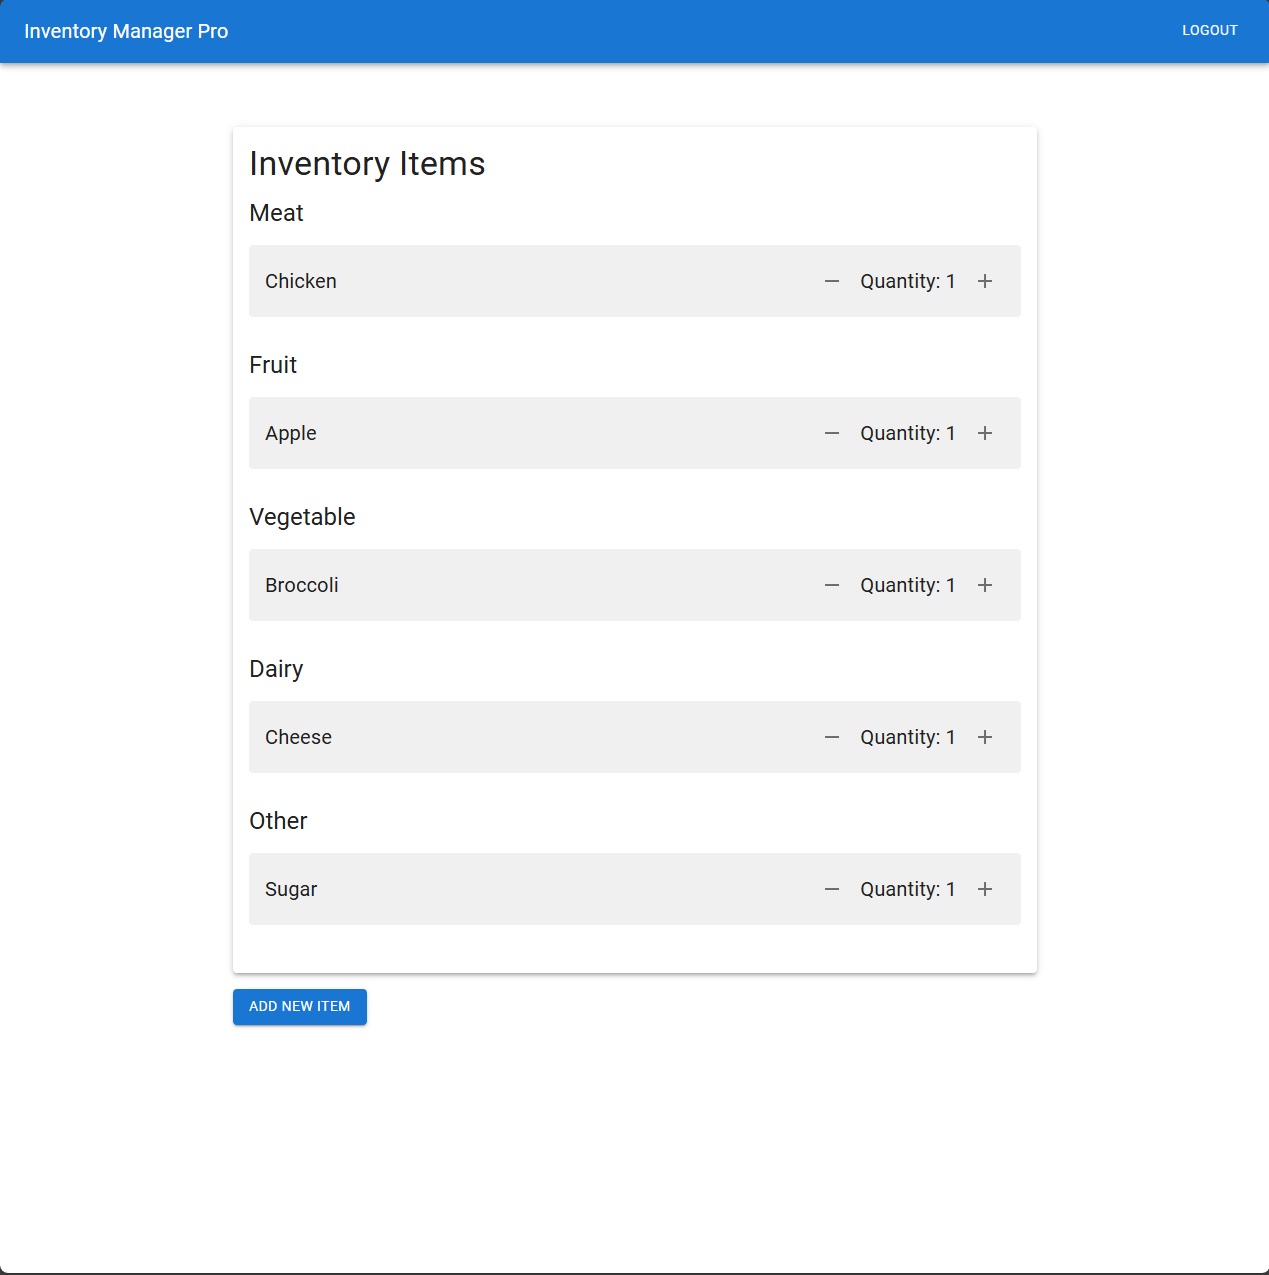 Inventory Manager Pro LOGOUT
Inventory Items
Meat
Chicken − Quantity: 1 +
Fruit
Apple − Quantity: 1 +
Vegetable
Broccoli − Quantity: 1 +
Dairy
Cheese − Quantity: 1 +
Other
Sugar − Quantity: 1 +
ADD NEW ITEM